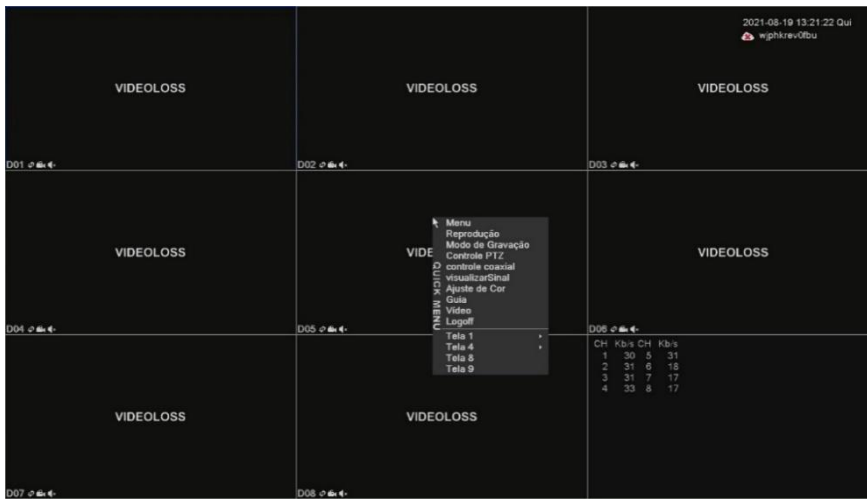 2021-08-19 13:21:22 Qui
wjphkrev0fbu
VIDEOLOSS
VIDEOLOSS
VIDEOLOSS
D01
D02
D03
VIDEOLOSS
VIDE
VIDEOLOSS
QUICK MENU
Menu
Reprodução
Modo de Gravação
Controle PTZ
controle coaxial
visualizarSinal
Ajuste de Cor
Guia
Vídeo
Logoff
Tela 1
Tela 4
Tela 8
Tela 9
D04
D05
D06
CH Kb/s CH Kb/s
1 30 5 31
2 31 6 18
3 31 7 17
4 33 8 17
VIDEOLOSS
VIDEOLOSS
D07
D08